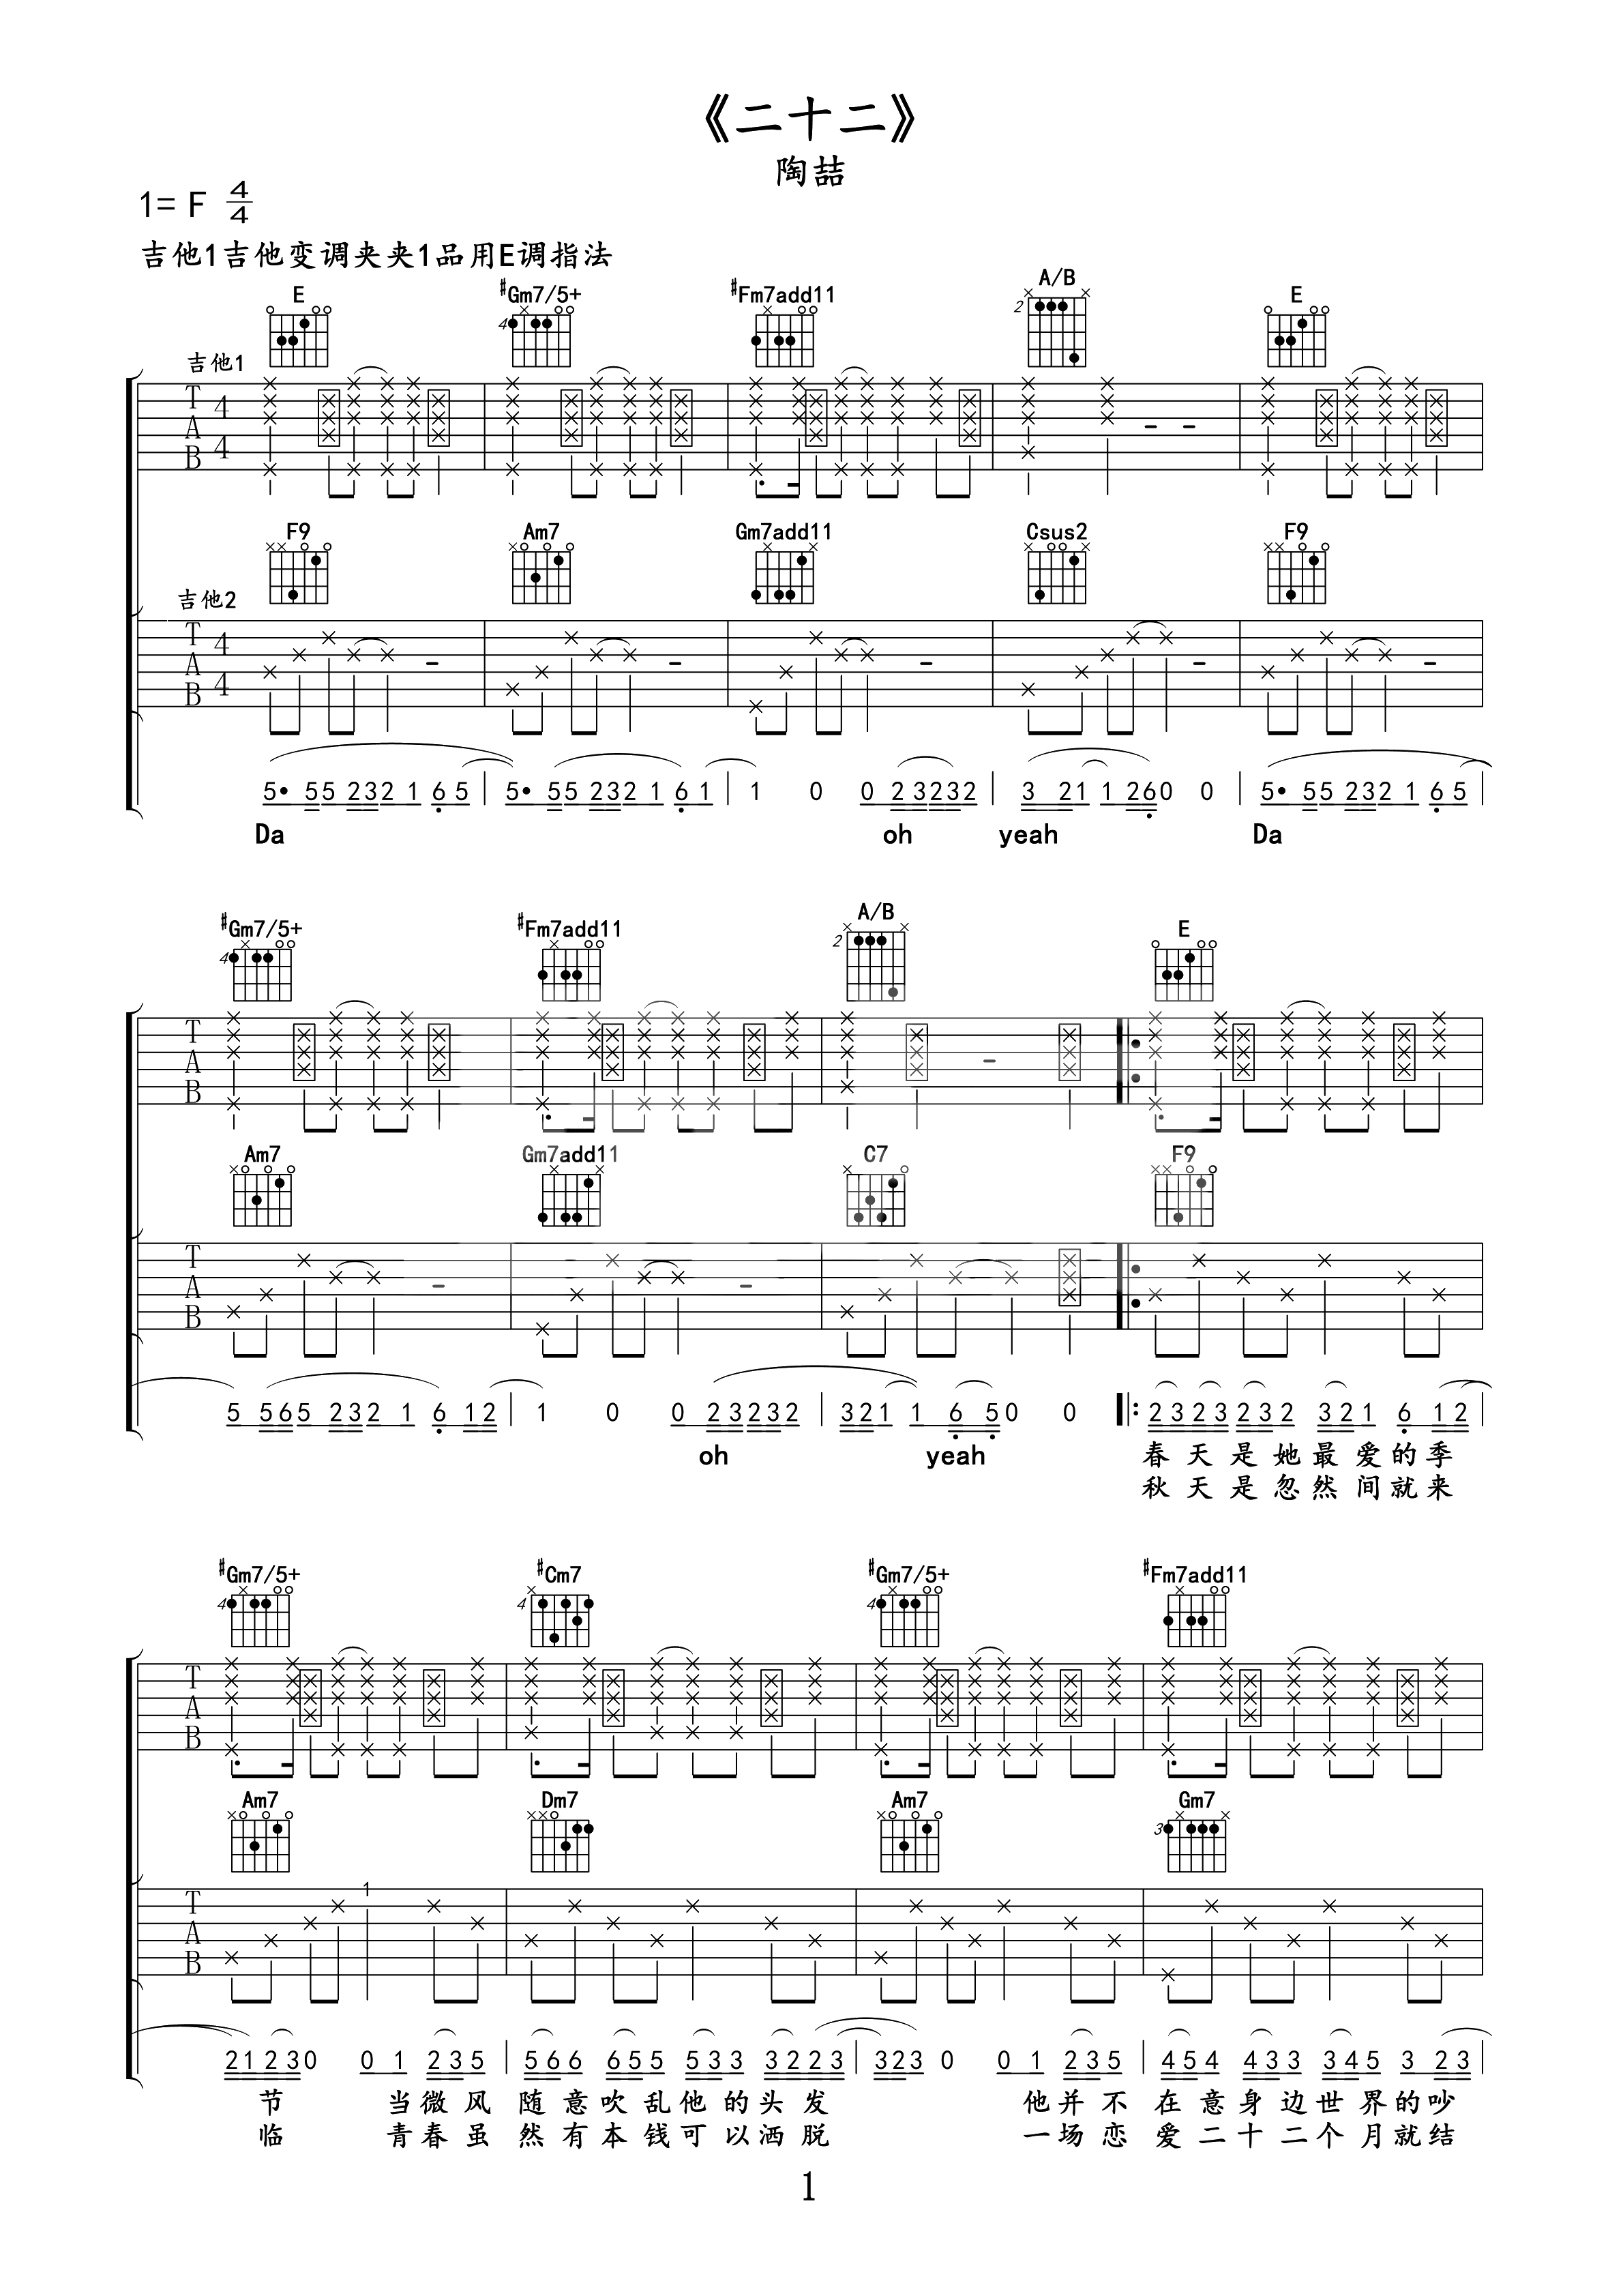 《二十二》
陶喆
1= F 4/4
吉他1吉他变调夹夹1品用E调指法
E #Gm7/5+ #Fm7add11 A/B E
吉他1
F9 Am7 Gm7add11 Csus2 F9
吉他2
5• 55 232 1 6 5 | 5• 55 232 1 6 1 | 1 0 0 23232 | 3 21 1 260 0 | 5• 55 232 1 6 5 |
Da oh yeah Da
#Gm7/5+ #Fm7add11 A/B E
Am7 Gm7add11 C7 F9
5 565 232 1 6 12 | 1 0 0 23232 | 321 1 6 50 0 |: 2323 232 321 6 12 |
oh yeah 春天是她最爱的季
秋天是忽然间就来
#Gm7/5+ #Cm7 #Gm7/5+ #Fm7add11
Am7 Dm7 Am7 Gm7
1
21230 0 1 235 | 566 655 533 3223 | 323 0 0 1 235 | 454 433 345 3 23 |
节 当微风 随意吹乱他的头发 他并不 在意身边世界的吵
临 青春虽 然有本钱可以洒脱 一场恋 爱二十二个月就结
1